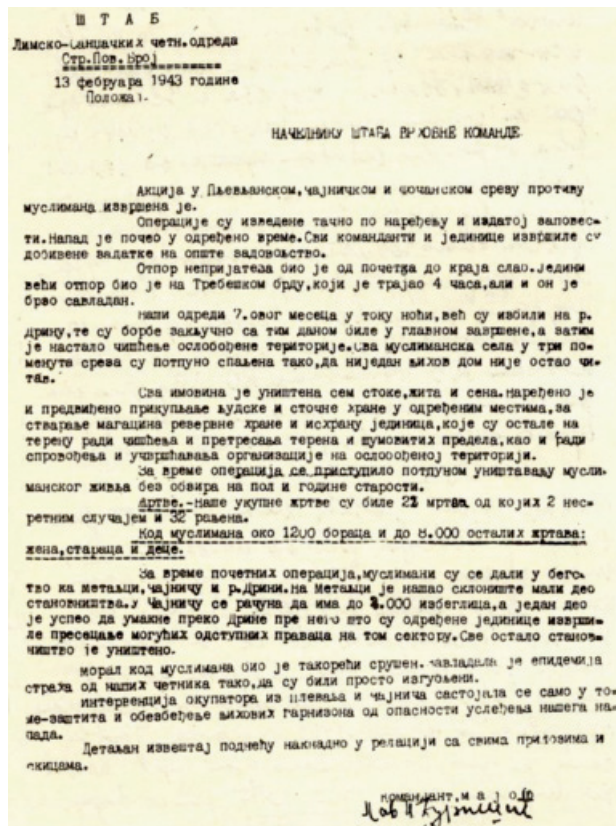 Ш Т А Б
Лимско-Санџачких четн.одреда
Стр.Пов.Број
13 фебруара 1943 године
Положај.
НАЧЕЛНИКУ ШТАБА ВРХОВНЕ КОМАНДЕ
Акција у Пљевљанском,чајничком и фочанском срезу противу
муслимана извршена је.
Операције су изведене тачно по наређењу и издатој заповес-
ти.Напад је почео у одређено време.Сви команданти и јединице извршиле су
добивене задатке на опште задовољство.
Отпор непријатеља био је од почетка до краја слаб.Једини
већи отпор био је на Требешком брду,који је трајао 4 часа,али и он је
брзо савладан.
Наши одреди 7.овог месеца у току ноћи,већ су избили на р.
Дрину,те су борбе закључно са тим даном биле у главном завршене,а затим
је настало чишћење ослобођене територије.Сва муслиманска села у три по-
менута среза су потпуно спаљена тако,да ниједан њихов дом није остао чи-
тав.
Сва имовина је уништена сем стоке,жита и сена.Наређено је
и предвиђено прикупљање људске и сточне хране у одређеним местима,за
стварање магацина резервне хране и исхрану јединица,које су остале на
терену ради чишћења и претресања терена и шумовитих предела,као и ради
спровођења и учвршћавања организације на ослобођеној територији.
За време операција се приступило потпуном уништавању мусли-
манског живља без обзира на пол и године старости.
Жртве.-наше укупне жртве су биле 22 мртва од којих 2 нес-
ретним случајем и 32 рањена.
Код муслимана око 1200 бораца и до 8.000 осталих жртава:
жена,стараца и деце.
За време почетних операција,муслимани су се дали у бегс-
тво ка Метаљци,Чајничу и р.Дрини.На Метаљци је нашао склониште мали део
становништва.У Чајничу се рачуна да има до 2.000 избеглица,а један део
је успео да умакне преко Дрине пре него што су одређене јединице изврши-
ле пресецање могућих одступних праваца на том сектору.Све остало станов-
ништво је уништено.
Морал код муслимана био је такорећи срушен.Завладала је епидемија
страха од наших четника тако,да су били просто изгубљени.
Интервенција окупатора из Пљеваља и Чајнича састојала се само у то-
ме-заштита и обезбеђење њихових гарнизона од опасности услеђења нашега на-
пада.
Детаљан извештај поднећу накнадно у релацији са свима прилозима и
скицама.
Командант,м а ј о р
Пав И Ђуришић